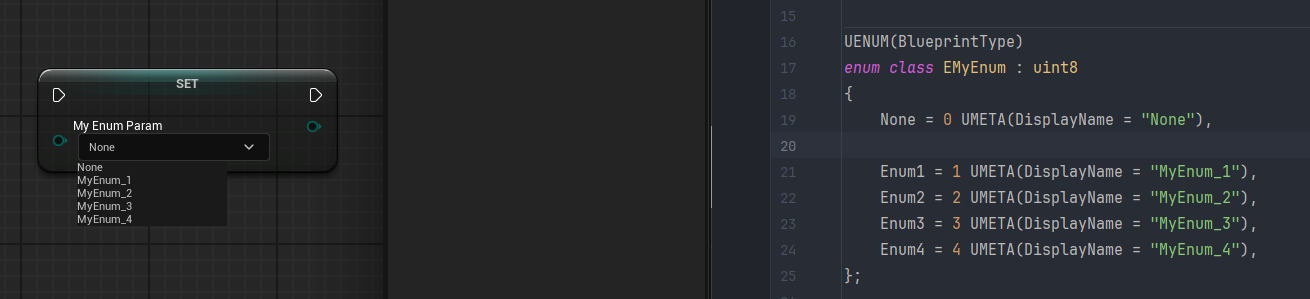 SET
My Enum Param
None
None
MyEnum_1
MyEnum_2
MyEnum_3
MyEnum_4
15
16 UENUM(BlueprintType)
17 enum class EMyEnum : uint8
18 {
19 None = 0 UMETA(DisplayName = "None"),
20
21 Enum1 = 1 UMETA(DisplayName = "MyEnum_1"),
22 Enum2 = 2 UMETA(DisplayName = "MyEnum_2"),
23 Enum3 = 3 UMETA(DisplayName = "MyEnum_3"),
24 Enum4 = 4 UMETA(DisplayName = "MyEnum_4"),
25 };